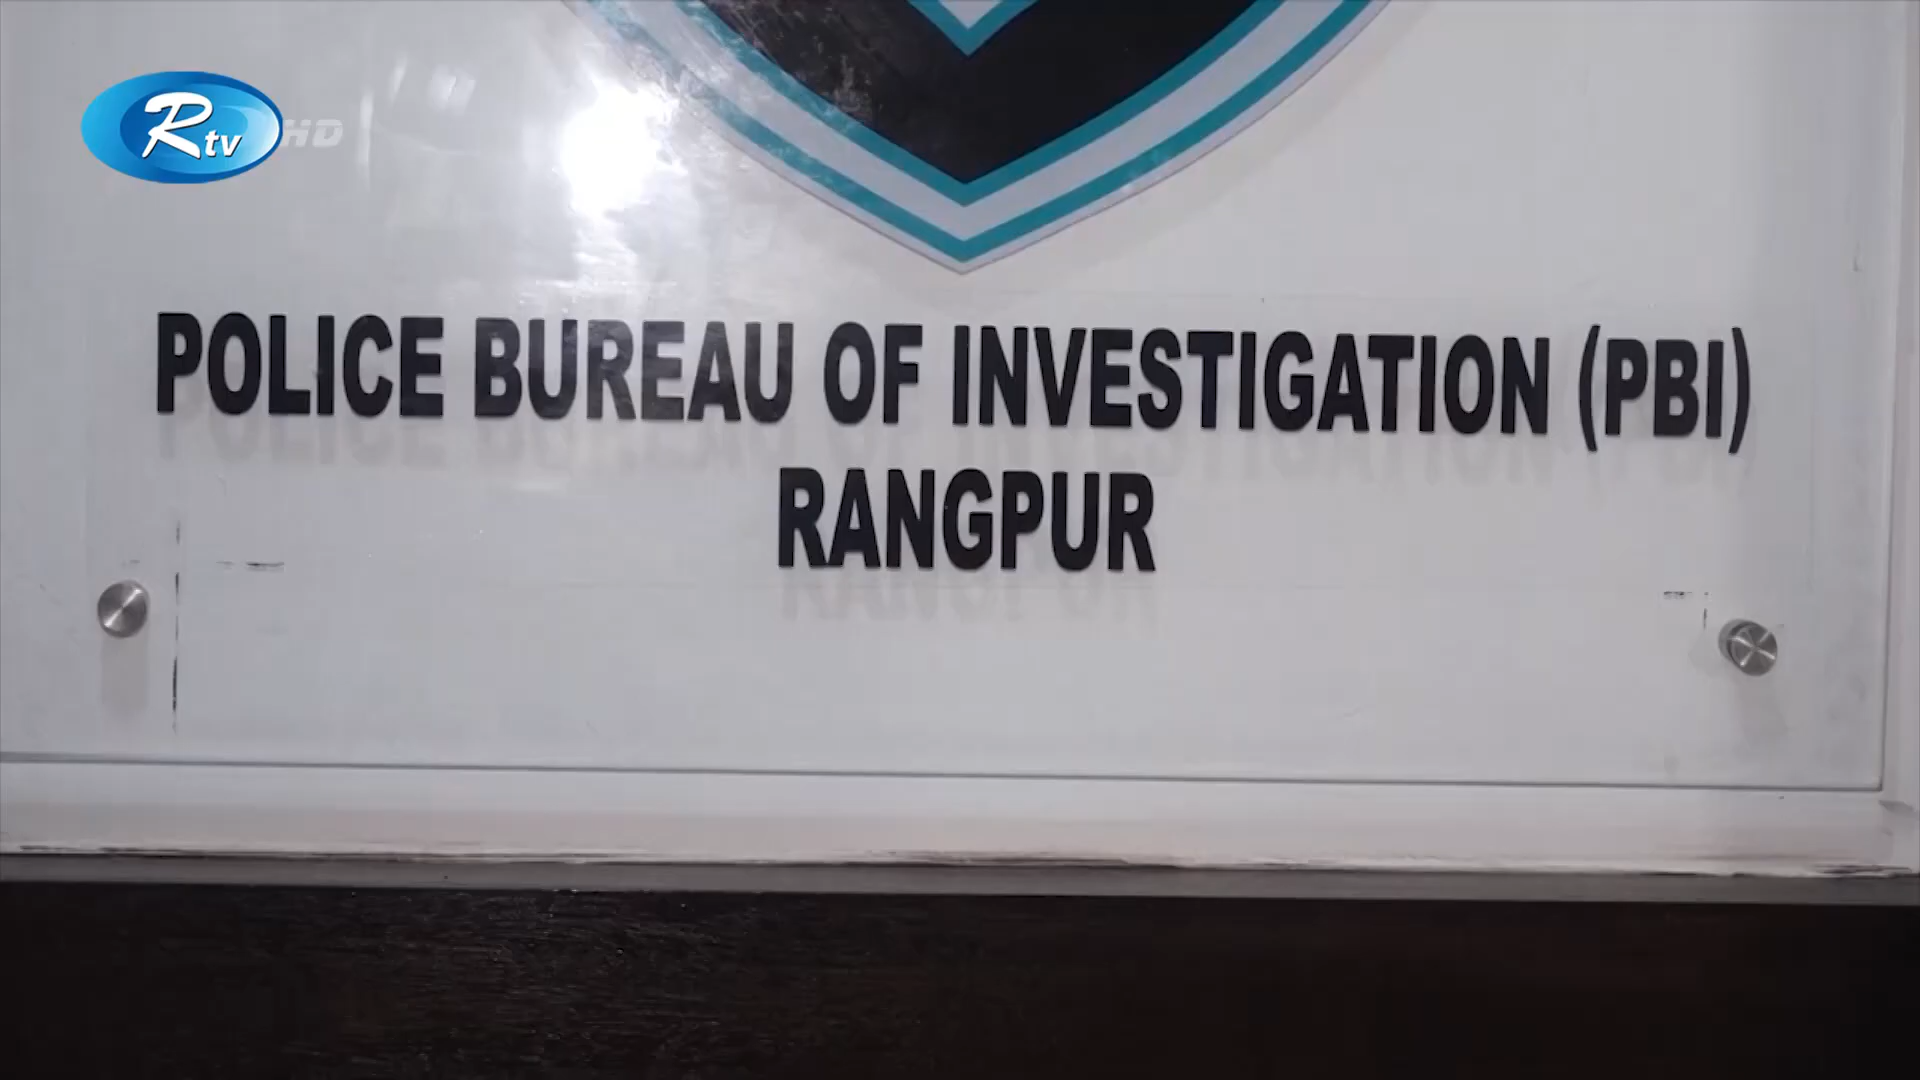 Rtv HD
POLICE BUREAU OF INVESTIGATION (PBI)
RANGPUR